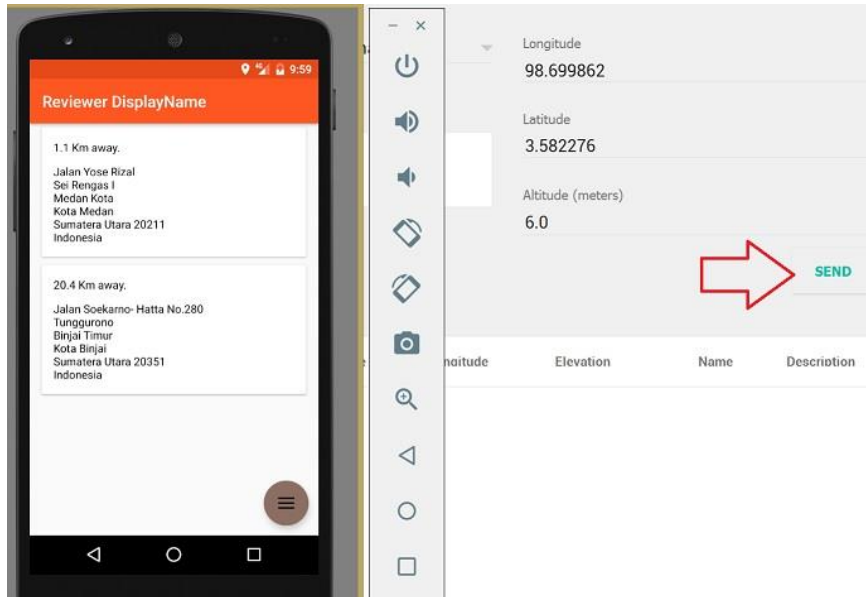 9:59
Reviewer DisplayName
1.1 Km away.
Jalan Yose Rizal
Sei Rengas I
Medan Kota
Kota Medan
Sumatera Utara 20211
Indonesia
20.4 Km away.
Jalan Soekarno- Hatta No.280
Tunggurono
Binjai Timur
Kota Binjai
Sumatera Utara 20351
Indonesia
Longitude
98.699862
Latitude
3.582276
Altitude (meters)
6.0
SEND
Elevation Name Description